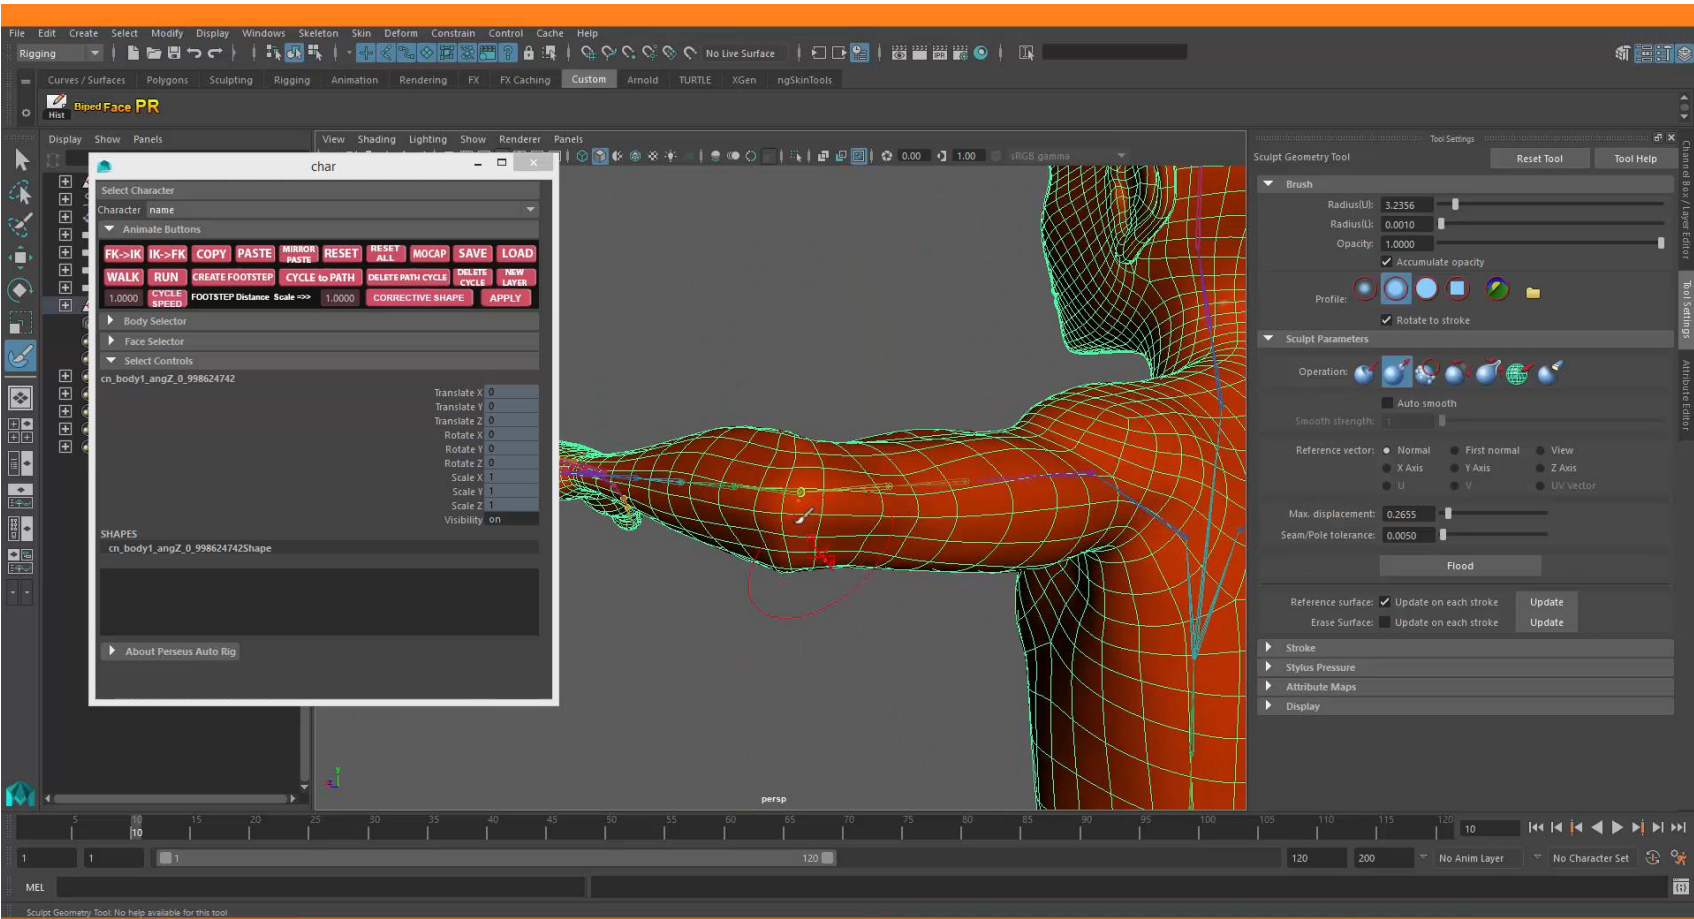 File Edit Create Select Modify Display Windows Skeleton Skin Deform Constrain Control Cache Help
Rigging No Live Surface
Curves / Surfaces Polygons Sculpting Rigging Animation Rendering FX FX Caching Custom Arnold TURTLE XGen ngSkinTools
Hist Biped Face PR
Display Show Panels
View Shading Lighting Show Renderer Panels
0.00 1.00 sRGB gamma
char
Select Character
Character name
Animate Buttons
FK->IK IK->FK COPY PASTE MIRROR PASTE RESET RESET ALL MOCAP SAVE LOAD
WALK RUN CREATE FOOTSTEP CYCLE to PATH DELETE PATH CYCLE DELETE CYCLE NEW LAYER
1.0000 CYCLE SPEED FOOTSTEP Distance Scale =>> 1.0000 CORRECTIVE SHAPE APPLY
Body Selector
Face Selector
Select Controls
cn_body1_angZ_0_998624742
Translate X 0
Translate Y 0
Translate Z 0
Rotate X 0
Rotate Y 0
Rotate Z 0
Scale X 1
Scale Y 1
Scale Z 1
Visibility on
SHAPES
cn_body1_angZ_0_998624742Shape
About Perseus Auto Rig
y
persp
Tool Settings
Sculpt Geometry Tool Reset Tool Tool Help
Brush
Radius(U): 3.2356
Radius(L): 0.0010
Opacity: 1.0000
Accumulate opacity
Profile:
Rotate to stroke
Sculpt Parameters
Operation:
Auto smooth
Smooth strength: 1
Reference vector: Normal First normal View
X Axis Y Axis Z Axis
U V UV Vector
Max. displacement: 0.2655
Seam/Pole tolerance: 0.0050
Flood
Reference surface: Update on each stroke Update
Erase Surface: Update on each stroke Update
Stroke
Stylus Pressure
Attribute Maps
Display
Channel Box / Layer Editor
Tool Settings
Attribute Editor
5 10 15 20 25 30 35 40 45 50 55 60 65 70 75 80 85 90 95 100 105 110 115 120
10 10
1 1 1 120 120 200 No Anim Layer No Character Set
MEL
Sculpt Geometry Tool: No help available for this tool